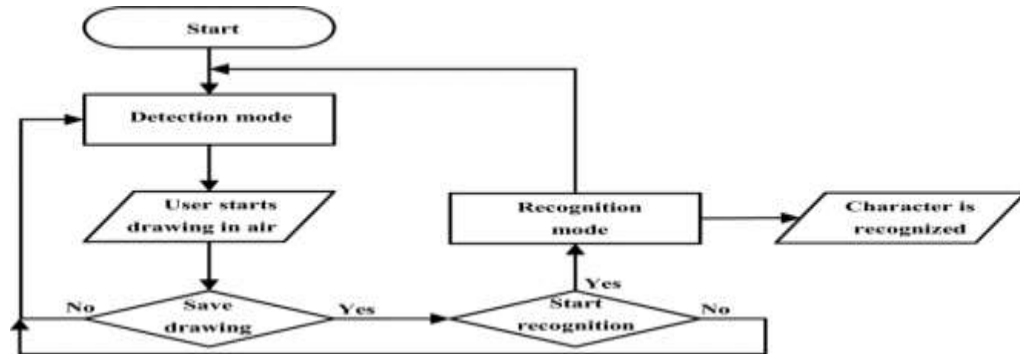 Start
Detection mode
User starts
drawing in air
Recognition
mode
Character is
recognized
No
Save
drawing
Yes
Yes
Start
recognition
No